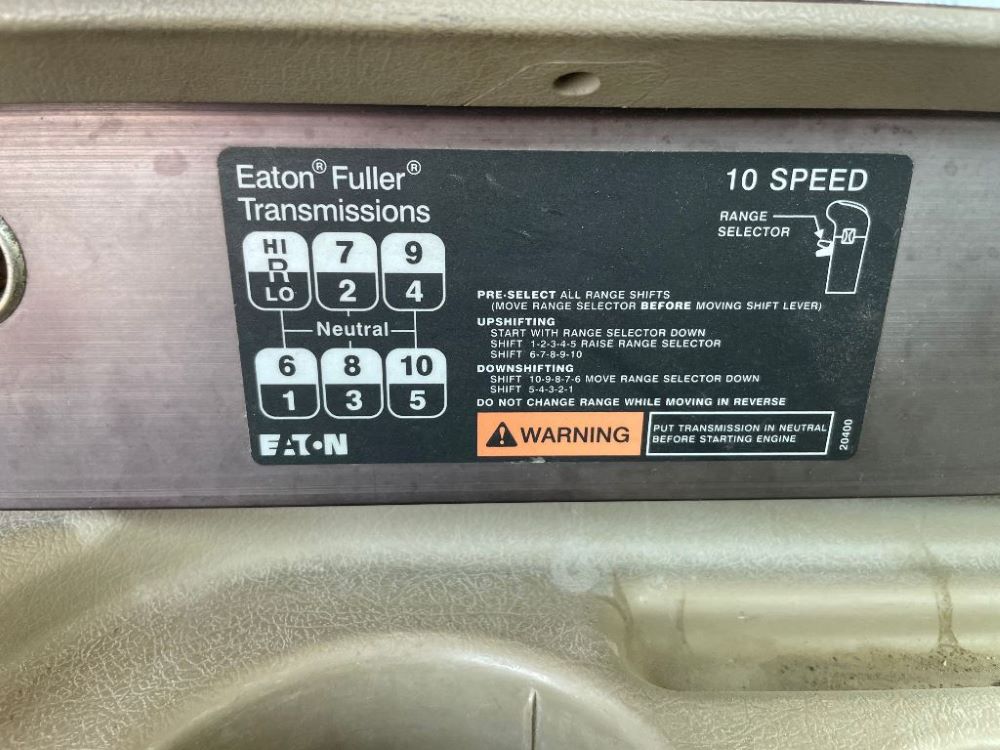 Eaton® Fuller®
Transmissions
HI
R
LO
7
2
9
4
Neutral
6
1
8
3
10
5
EATON
10 SPEED
RANGE
SELECTOR
PRE-SELECT ALL RANGE SHIFTS
(MOVE RANGE SELECTOR BEFORE MOVING SHIFT LEVER)
UPSHIFTING
START WITH RANGE SELECTOR DOWN
SHIFT 1-2-3-4-5 RAISE RANGE SELECTOR
SHIFT 6-7-8-9-10
DOWNSHIFTING
SHIFT 10-9-8-7-6 MOVE RANGE SELECTOR DOWN
SHIFT 5-4-3-2-1
DO NOT CHANGE RANGE WHILE MOVING IN REVERSE
WARNING
PUT TRANSMISSION IN NEUTRAL
BEFORE STARTING ENGINE
20400